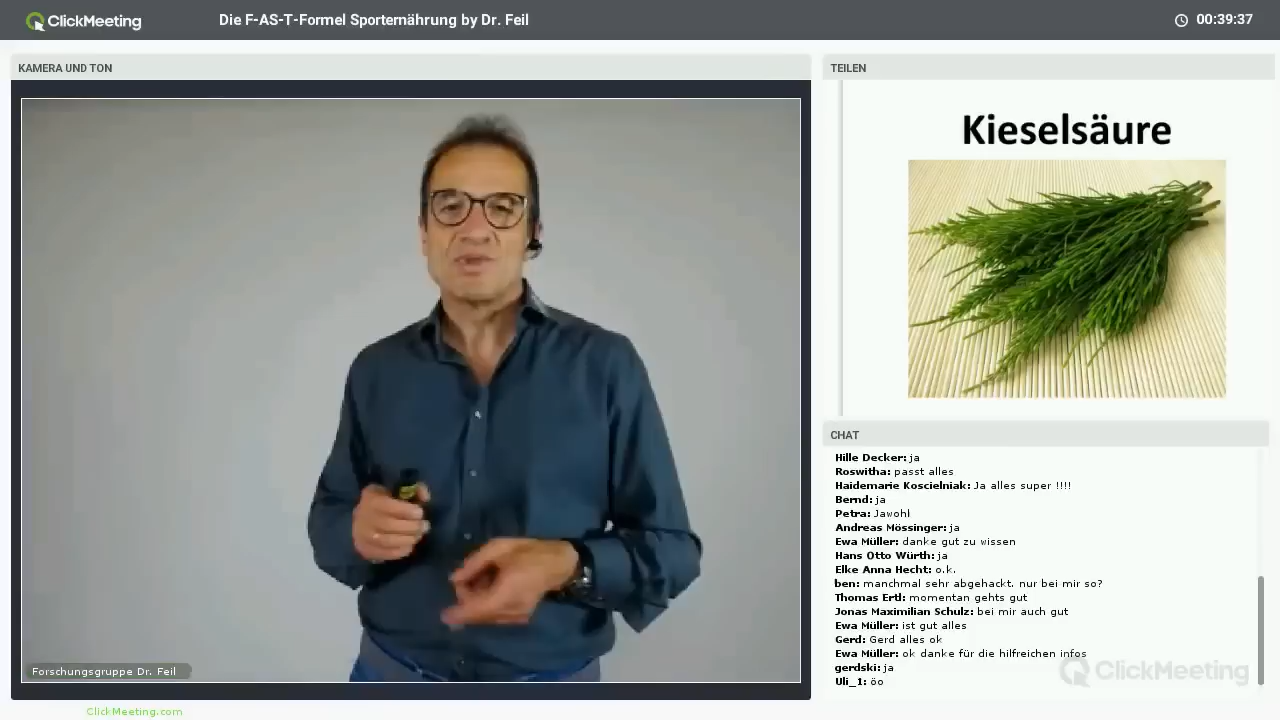 ClickMeeting
Die F-AS-T-Formel Sporternährung by Dr. Feil
00:39:37
KAMERA UND TON
Forschungsgruppe Dr. Feil
ClickMeeting.com
TEILEN
Kieselsäure
CHAT
Hille Decker: ja
Roswitha: passt alles
Haidemarie Koscielniak: Ja alles super !!!!
Bernd: ja
Petra: Jawohl
Andreas Mössinger: ja
Ewa Müller: danke gut zu wissen
Hans Otto Würth: ja
Elke Anna Hecht: o.k.
ben: manchmal sehr abgehackt. nur bei mir so?
Thomas Ertl: momentan gehts gut
Jonas Maximilian Schulz: bei mir auch gut
Ewa Müller: ist gut alles
Gerd: Gerd alles ok
Ewa Müller: ok danke für die hilfreichen infos
gerdski: ja
Uli_1: öo
ClickMeeting